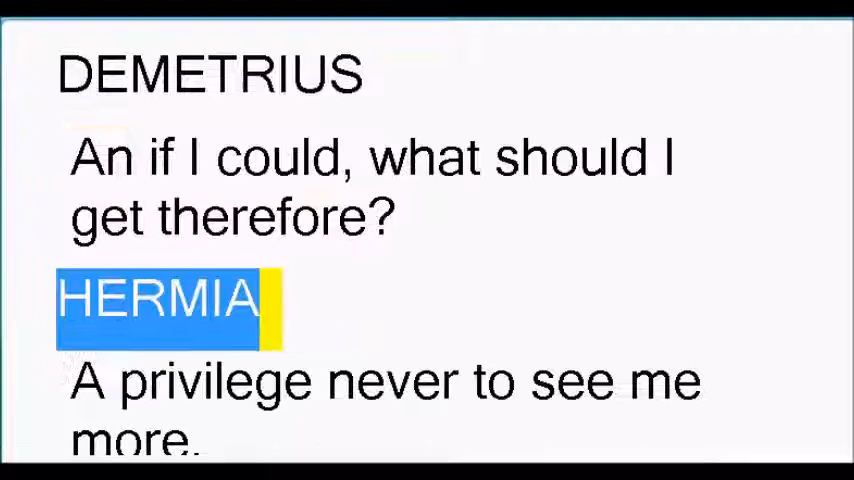 DEMETRIUS
An if I could, what should I
get therefore?
HERMIA
A privilege never to see me
more.